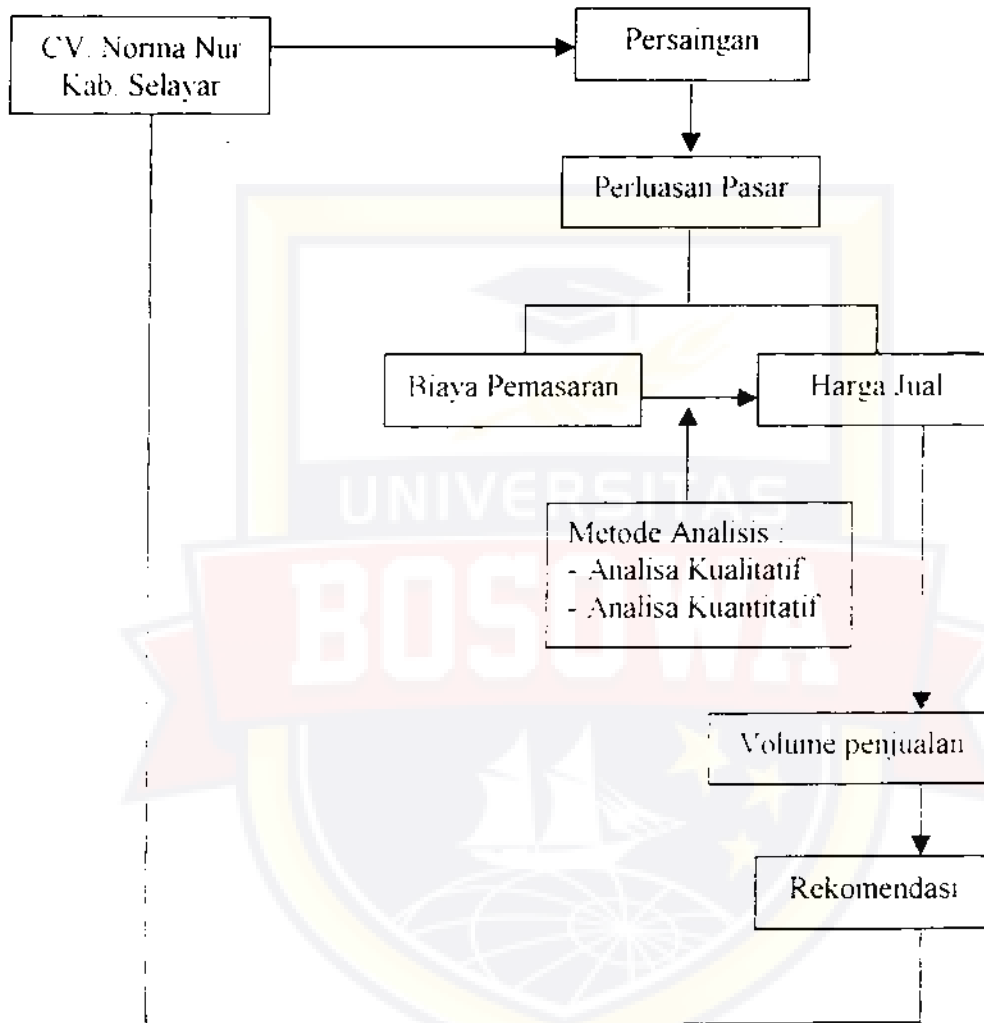 CV. Norma Nur
Kab. Selayar
Persaingan
Perluasan Pasar
Biaya Pemasaran
Harga Jual
Metode Analisis :
- Analisa Kualitatif
- Analisa Kuantitatif
Volume penjualan
Rekomendasi
UNIVERSITAS
BOSOWA